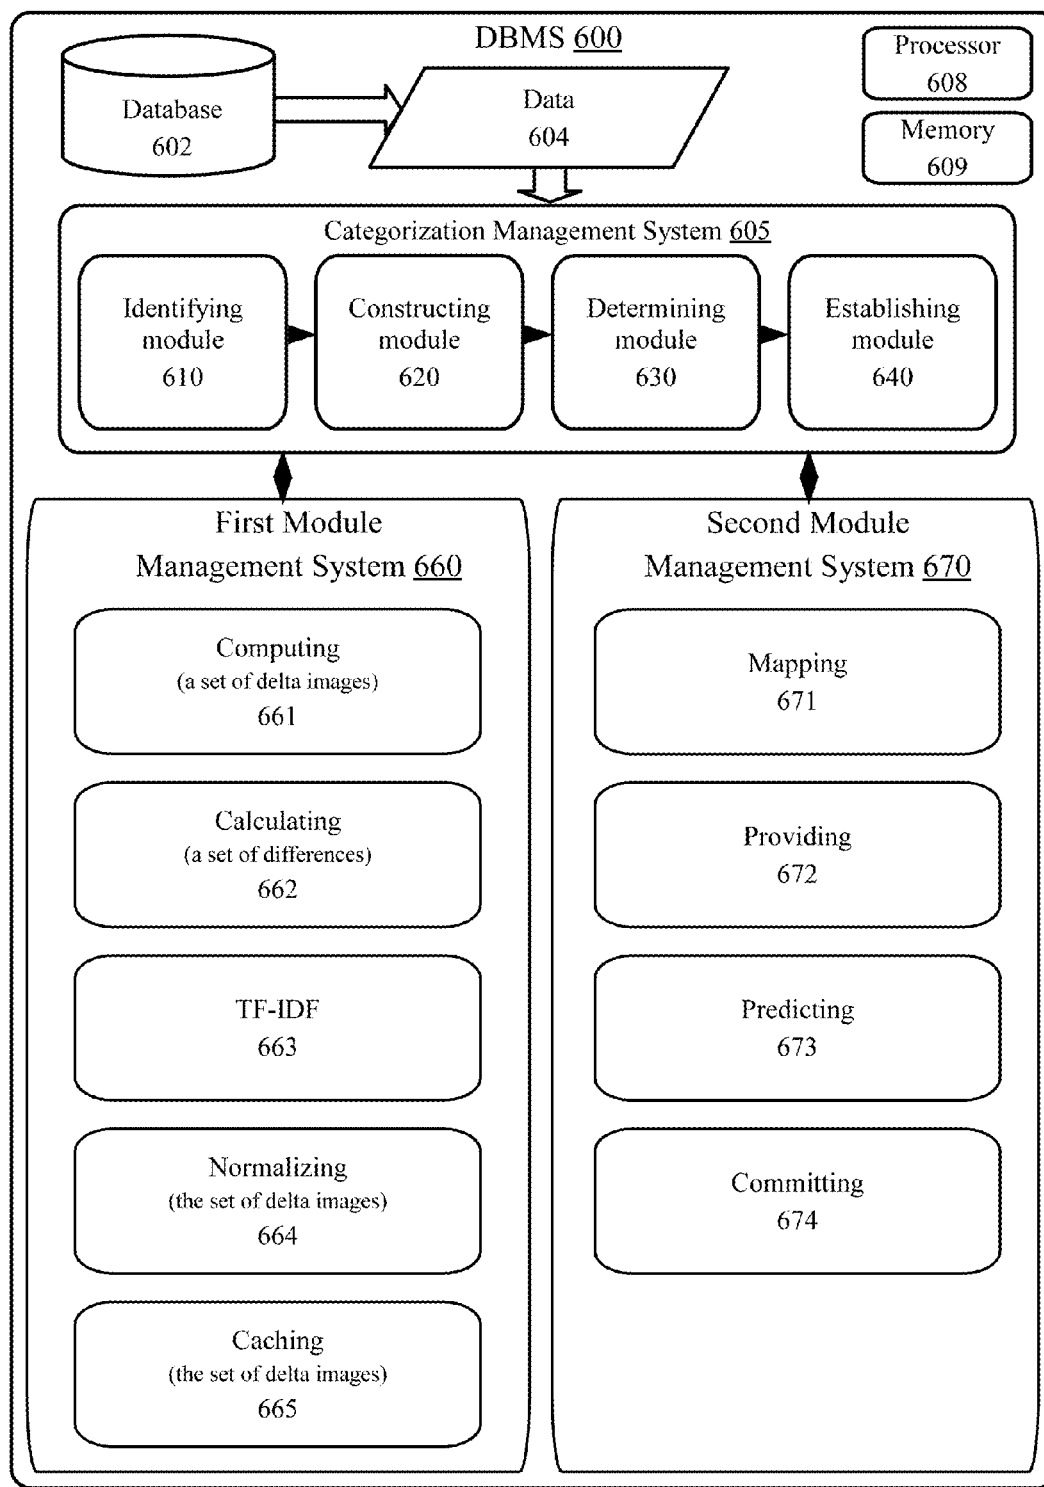 DBMS 600
Database
602
Data
604
Processor
608
Memory
609
Categorization Management System 605
Identifying
module
610
Constructing
module
620
Determining
module
630
Establishing
module
640
First Module
Management System 660
Computing
(a set of delta images)
661
Calculating
(a set of differences)
662
TF-IDF
663
Normalizing
(the set of delta images)
664
Caching
(the set of delta images)
665
Second Module
Management System 670
Mapping
671
Providing
672
Predicting
673
Committing
674